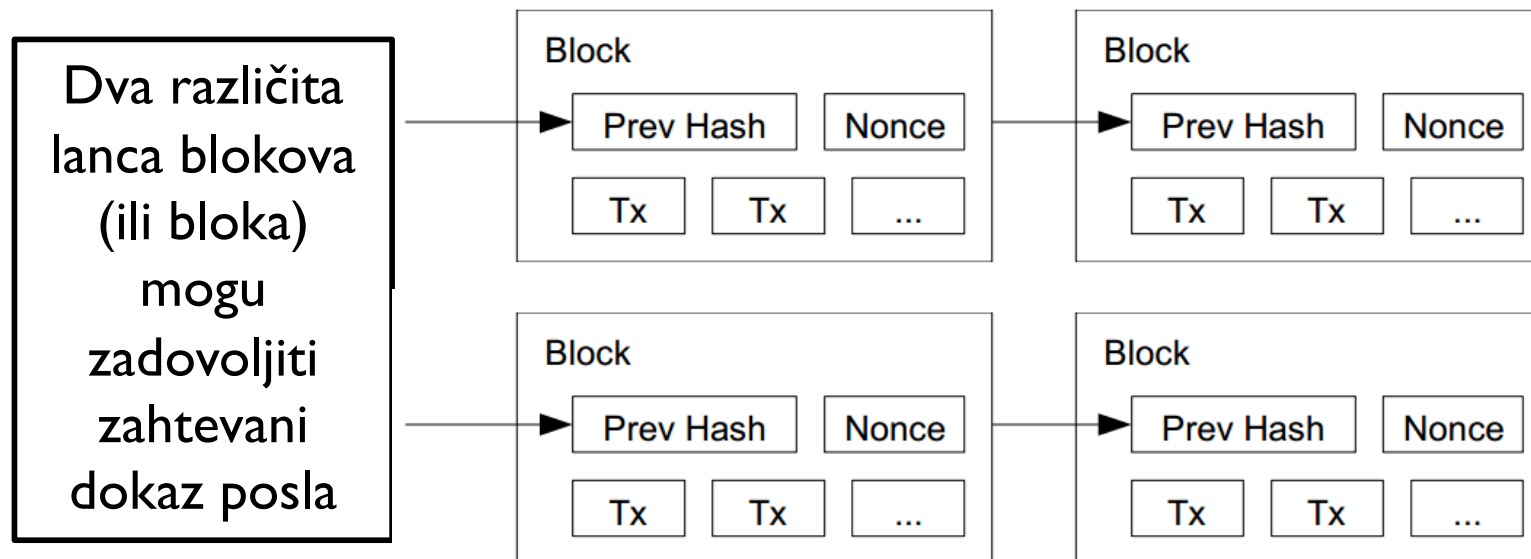 Dva različita
lanca blokova
(ili bloka)
mogu
zadovoljiti
zahtevani
dokaz posla
Block
Prev Hash Nonce
Tx Tx ...
Block
Prev Hash Nonce
Tx Tx ...
Block
Prev Hash Nonce
Tx Tx ...
Block
Prev Hash Nonce
Tx Tx ...